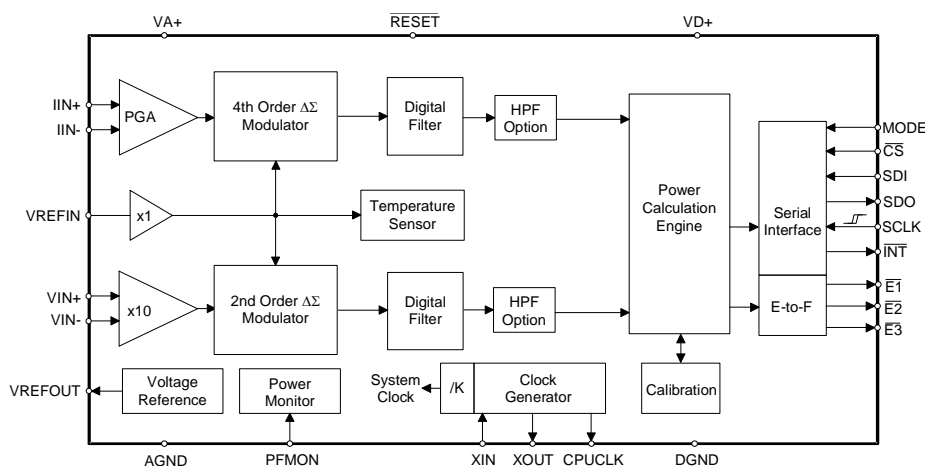 VA+
RESET
VD+
IIN+
IIN-
PGA
4th Order ΔΣ
Modulator
Digital
Filter
HPF
Option
VREFIN
x1
Temperature
Sensor
Power
Calculation
Engine
Serial
Interface
MODE
CS
SDI
SDO
SCLK
INT
VIN+
VIN-
x10
2nd Order ΔΣ
Modulator
Digital
Filter
HPF
Option
E-to-F
E1
E2
E3
VREFOUT
Voltage
Reference
Power
Monitor
System
Clock
/K
Clock
Generator
Calibration
AGND
PFMON
XIN
XOUT
CPUCLK
DGND